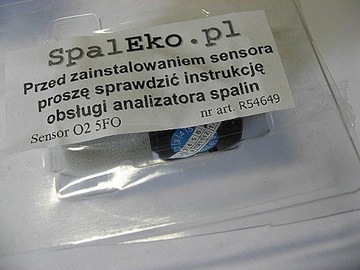 SpalEko.pl
Przed zainstalowaniem sensora
proszę sprawdzić instrukcję
obsługi analizatora spalin
Sensor O2 5FO nr art. R54649